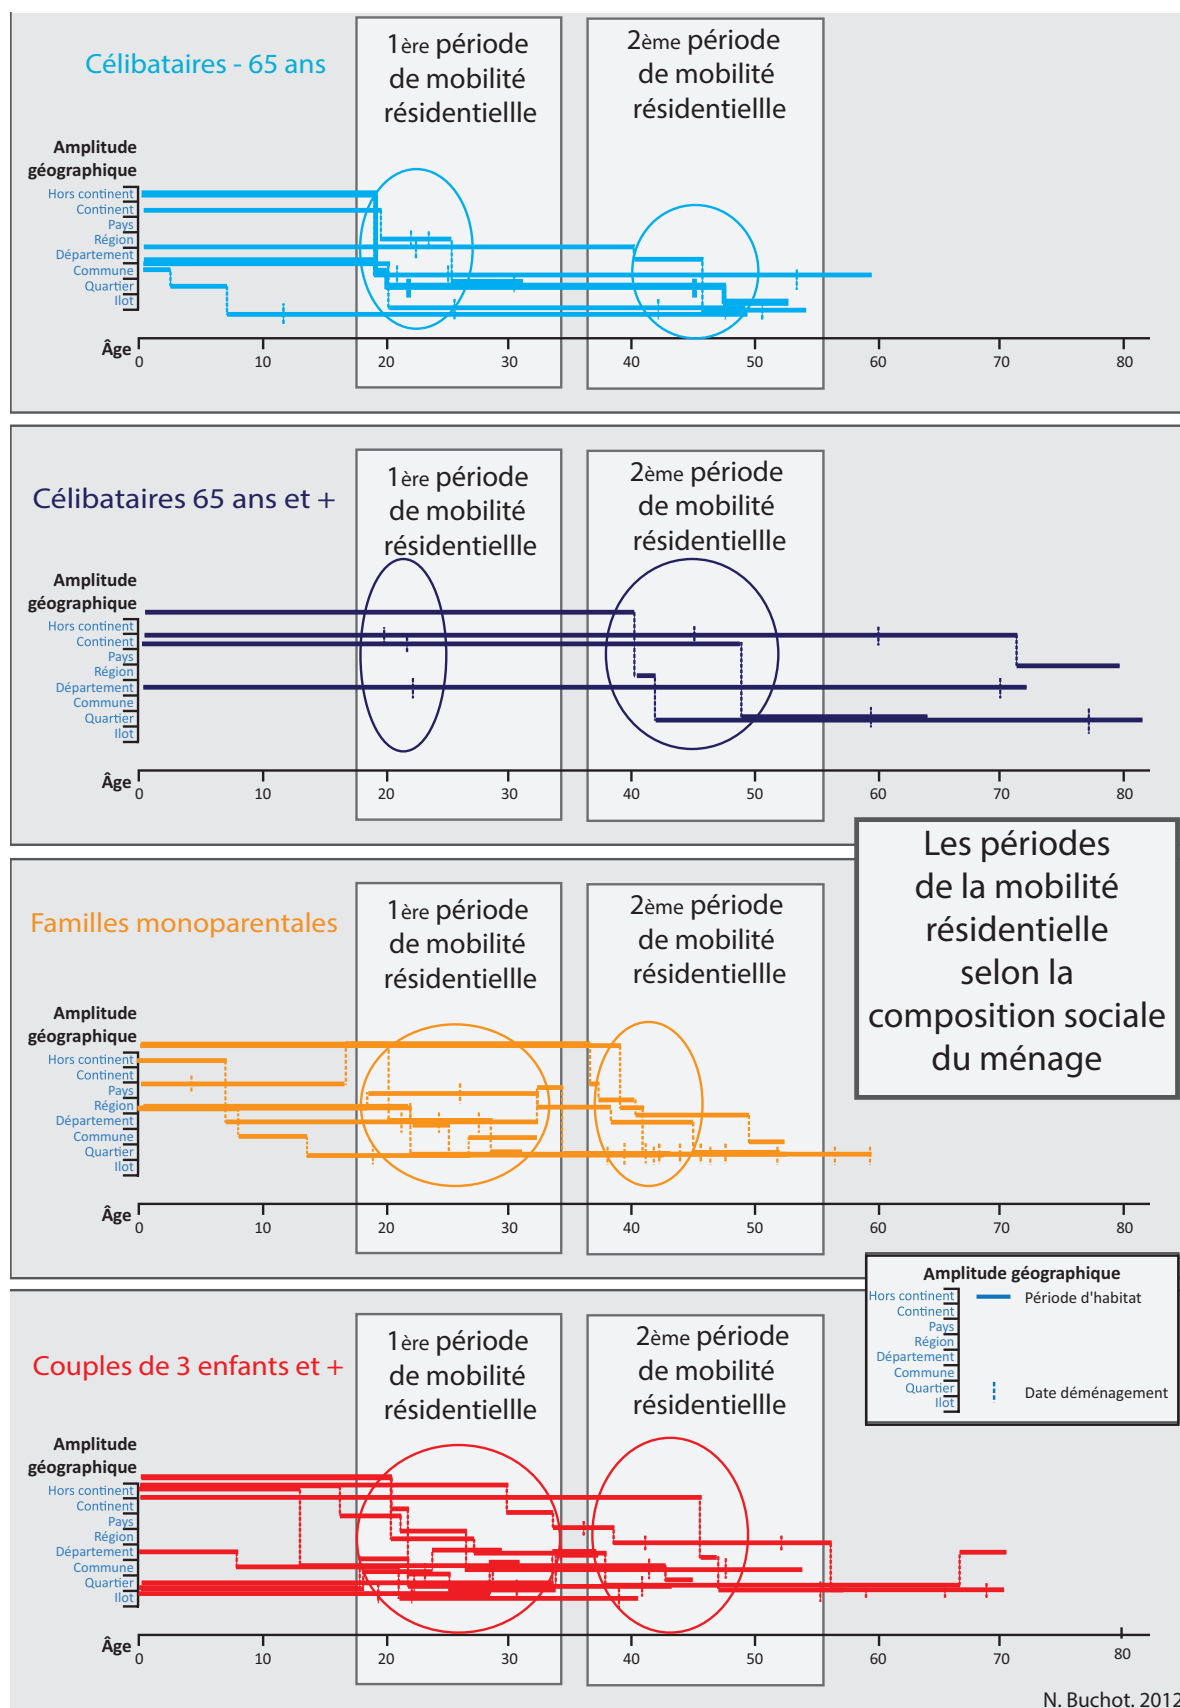 Célibataires - 65 ans
1ère période
de mobilité
résidentiellle
2ème période
de mobilité
résidentiellle
Amplitude
géographique
Hors continent
Continent
Pays
Région
Département
Commune
Quartier
Ilot
Âge
0 10 20 30 40 50 60 70 80
Célibataires 65 ans et +
1ère période
de mobilité
résidentiellle
2ème période
de mobilité
résidentiellle
Amplitude
géographique
Hors continent
Continent
Pays
Région
Département
Commune
Quartier
Ilot
Âge
0 10 20 30 40 50 60 70 80
Les périodes
de la mobilité
résidentielle
selon la
composition sociale
du ménage
Familles monoparentales
1ère période
de mobilité
résidentiellle
2ème période
de mobilité
résidentiellle
Amplitude
géographique
Hors continent
Continent
Pays
Région
Département
Commune
Quartier
Ilot
Âge
0 10 20 30 40 50 60 70 80
Amplitude géographique
Hors continent
Continent
Pays
Région
Département
Commune
Quartier
Ilot
Période d'habitat
Date déménagement
Couples de 3 enfants et +
1ère période
de mobilité
résidentiellle
2ème période
de mobilité
résidentiellle
Amplitude
géographique
Hors continent
Continent
Pays
Région
Département
Commune
Quartier
Ilot
Âge
0 10 20 30 40 50 60 70 80
N. Buchot, 2012